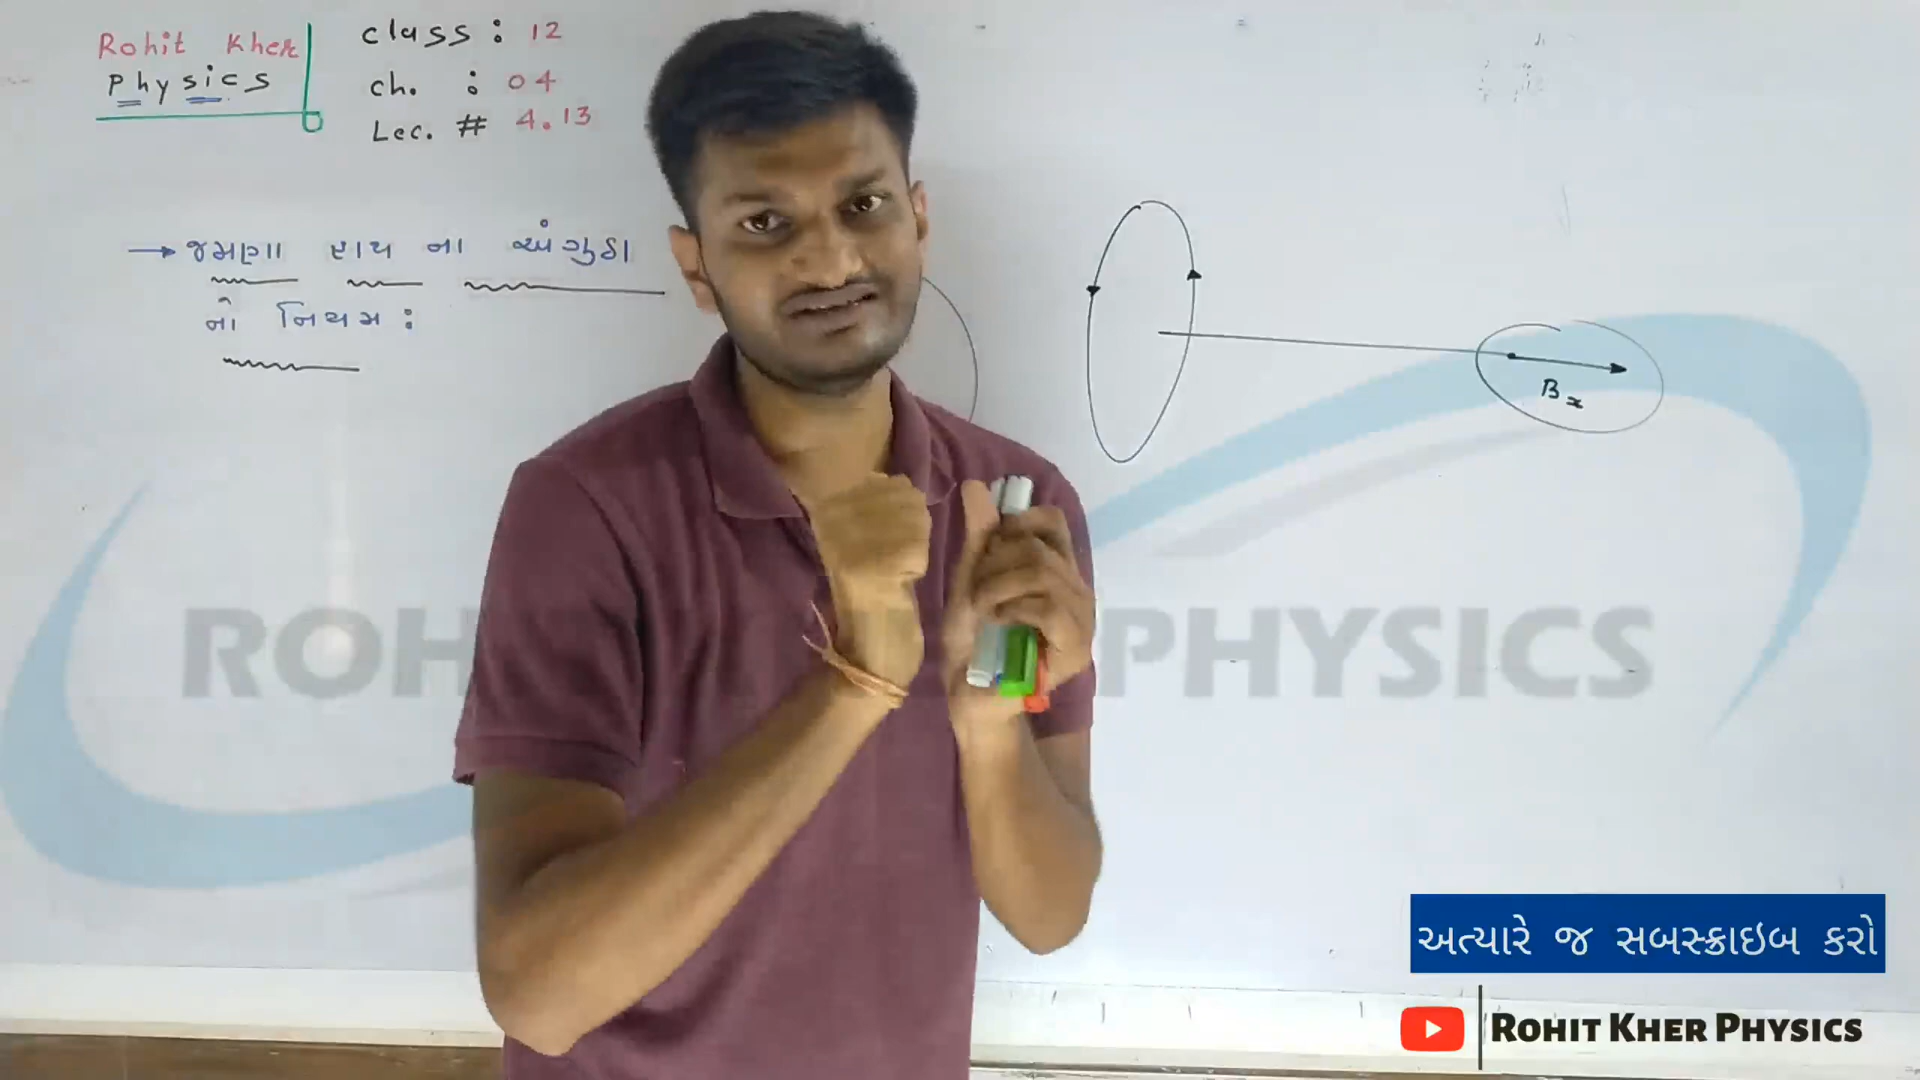 Rohit Kher
Physics
class : 12
ch. : 04
Lec. # 4.13
→ જમણા હાથ ના અંગુઠા
નો નિયમ :
Bx
PHYSICS
અત્યારે જ સબસ્ક્રાઇબ કરો
ROHIT KHER PHYSICS